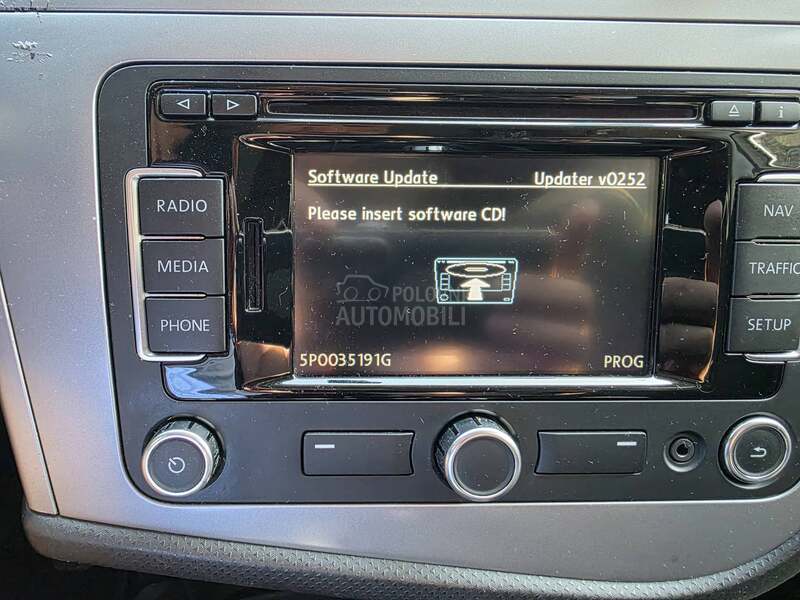 i
Software Update Updater v0252
RADIO
Please insert software CD!
NAV
MEDIA
TRAFFIC
POLOVNI
AUTOMOBILI
PHONE
SETUP
5P0035191G PROG